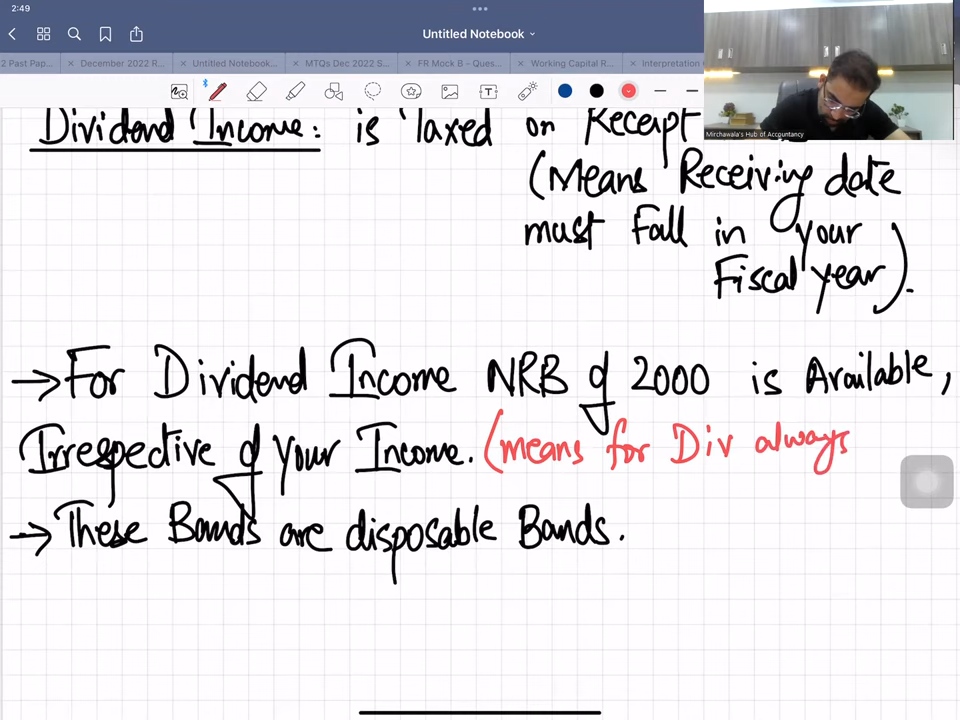 2:49
Untitled Notebook
2 Past Pap...
December 2022 R...
Untitled Notebook...
MTQs Dec 2022 S...
FR Mock B - Ques...
Working Capital R...
Interpretation
Mirchawala's Hub of Accountancy
Dividend Income: is Taxed on Receipt
(Means Receiving date
must Fall in your
Fiscal year).
→ For Dividend Income NRB of 2000 is Available,
Irrespective of your Income. (means for Div always
→ These Bands are disposable Bands.